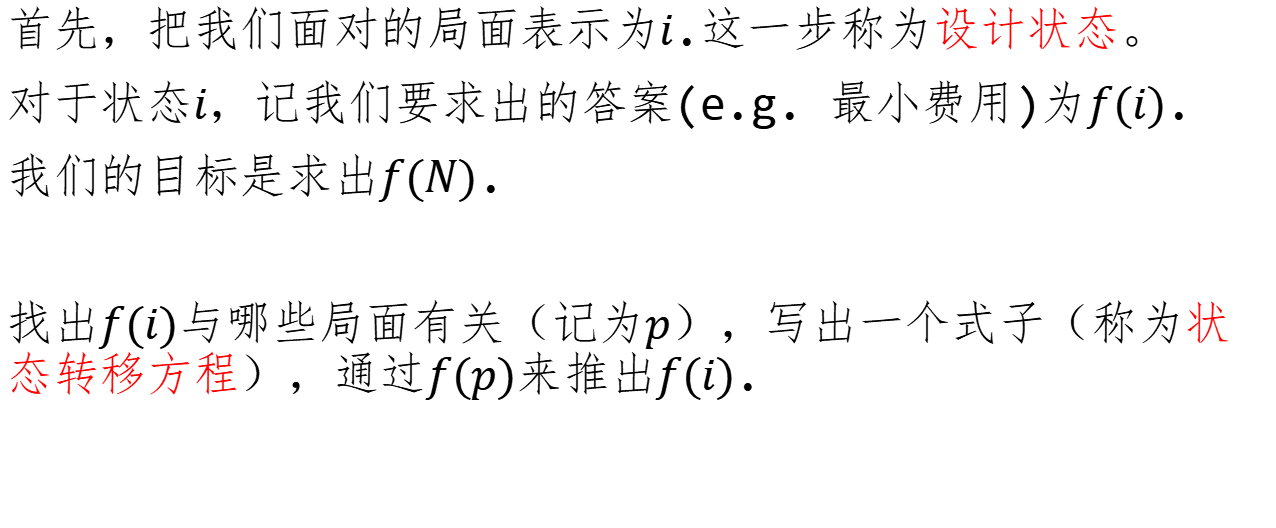 首先，把我们面对的局面表示为i.这一步称为设计状态。
对于状态i，记我们要求出的答案(e.g. 最小费用)为f(i).
我们的目标是求出f(N).
找出f(i)与哪些局面有关（记为p），写出一个式子（称为状
态转移方程），通过f(p)来推出f(i).